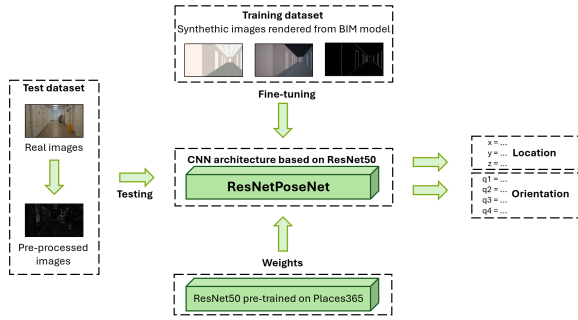 Training dataset
Synthethic images rendered from BIM model
Fine-tuning
Test dataset
Real images
Pre-processed
images
Testing
CNN architecture based on ResNet50
ResNetPoseNet
Weights
ResNet50 pre-trained on Places365
x = ...
y = ...
z = ...
Location
q1 = ...
q2 = ...
q3 = ...
q4 = ...
Orientation